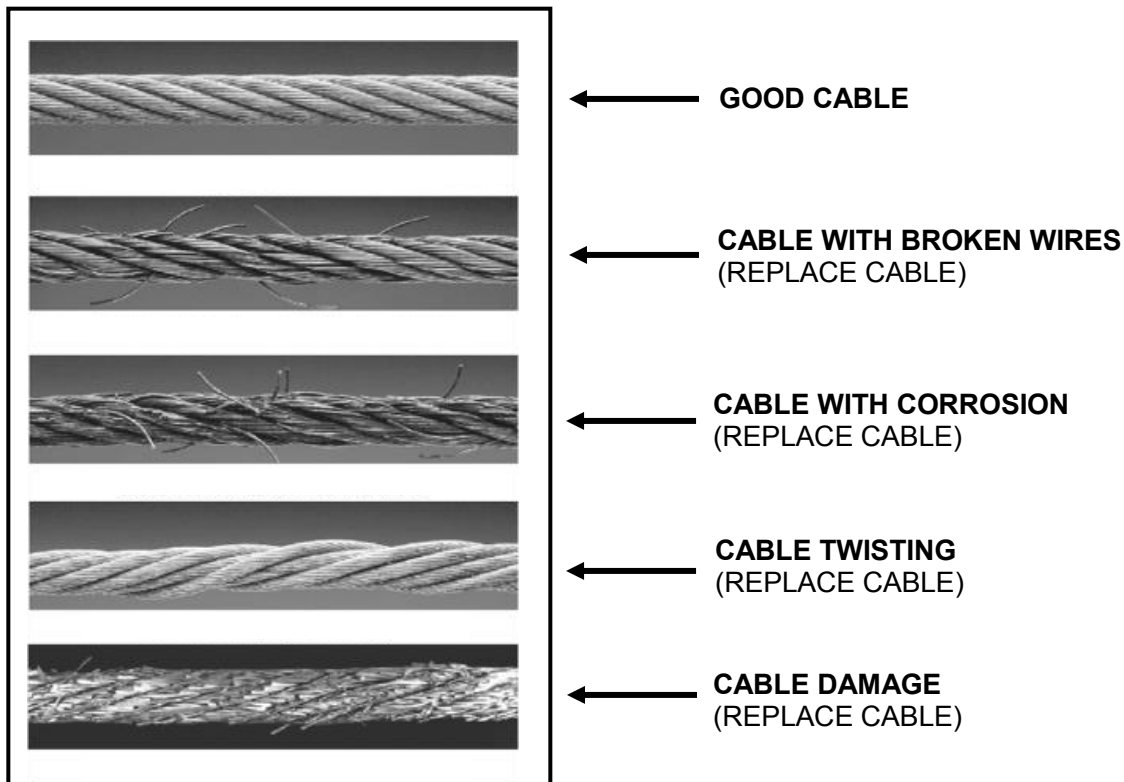 GOOD CABLE
CABLE WITH BROKEN WIRES
(REPLACE CABLE)
CABLE WITH CORROSION
(REPLACE CABLE)
CABLE TWISTING
(REPLACE CABLE)
CABLE DAMAGE
(REPLACE CABLE)